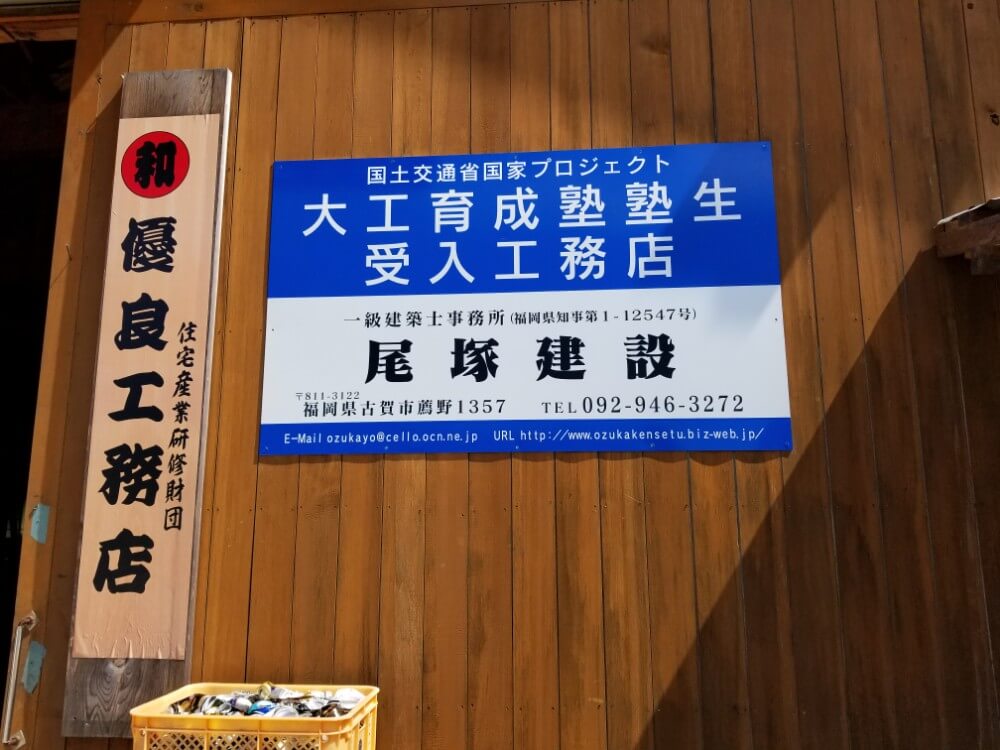 和
優良工務店
住宅産業研修財団
国土交通省国家プロジェクト
大工育成塾塾生
受入工務店
一級建築士事務所(福岡県知事第1-12547号)
尾塚建設
〒811-3122
福岡県古賀市薦野1357 TEL 092-946-3272
E-Mail ozukayo@cello.ocn.ne.jp URL http://www.ozukakensetu.biz-web.jp/